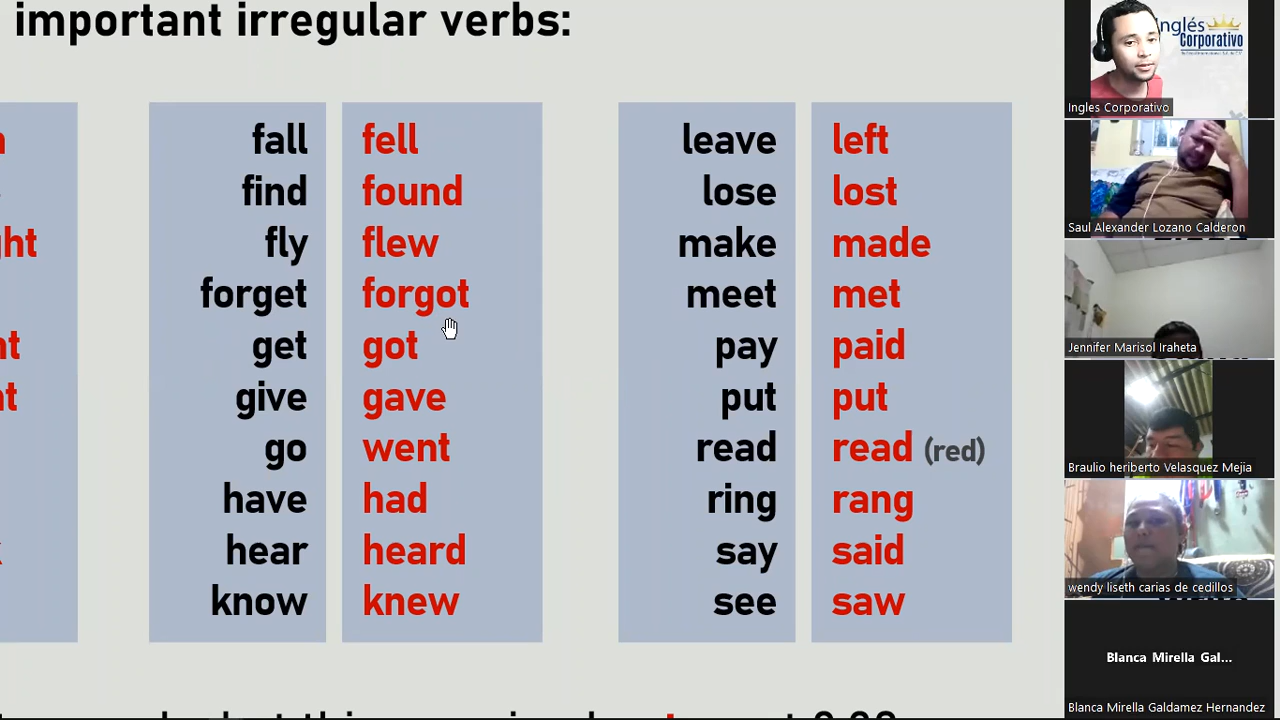 important irregular verbs:
fall fell
find found
fly flew
forget forgot
get got
give gave
go went
have had
hear heard
know knew
leave left
lose lost
make made
meet met
pay paid
put put
read read (red)
ring rang
say said
see saw
Inglés
Corporativo
Ingles Corporativo
Saul Alexander Lozano Calderon
Jennifer Marisol Iraheta
Braulio heriberto Velasquez Mejia
wendy liseth carias de cedillos
Blanca Mirella Gal...
Blanca Mirella Galdamez Hernandez